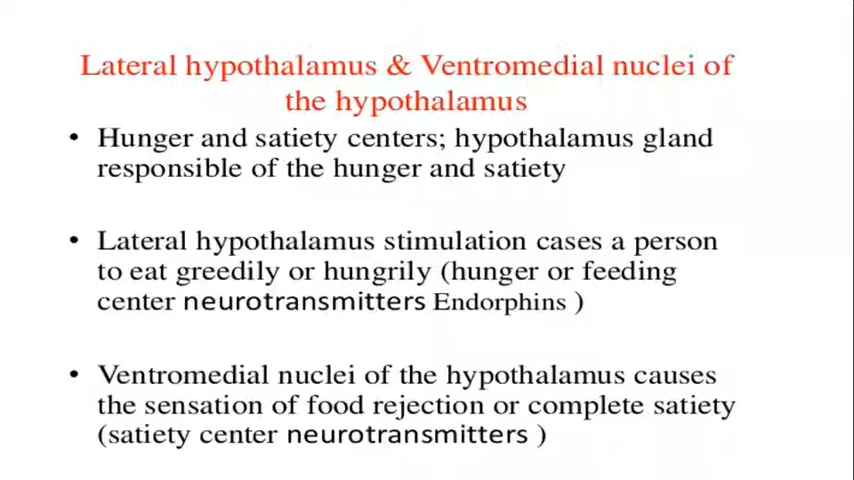 Lateral hypothalamus & Ventromedial nuclei of
the hypothalamus
• Hunger and satiety centers; hypothalamus gland
responsible of the hunger and satiety
• Lateral hypothalamus stimulation cases a person
to eat greedily or hungrily (hunger or feeding
center neurotransmitters Endorphins )
• Ventromedial nuclei of the hypothalamus causes
the sensation of food rejection or complete satiety
(satiety center neurotransmitters )